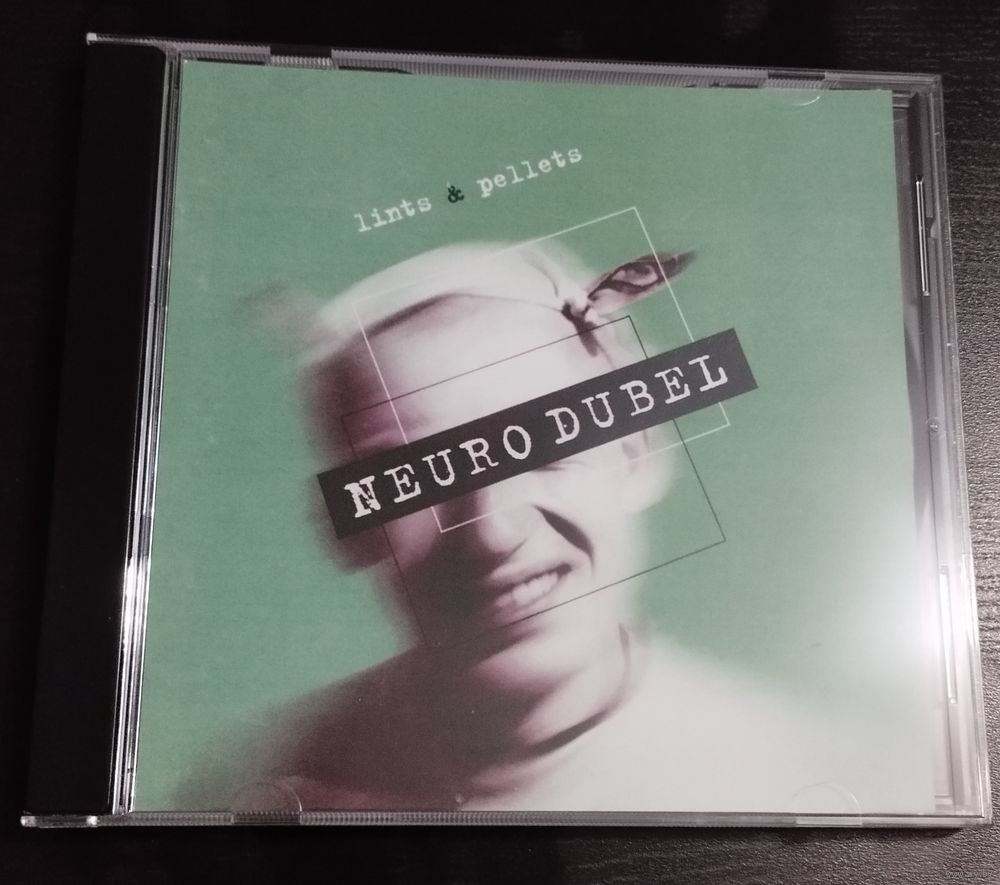 lints & pellets
NEURO DUBEL